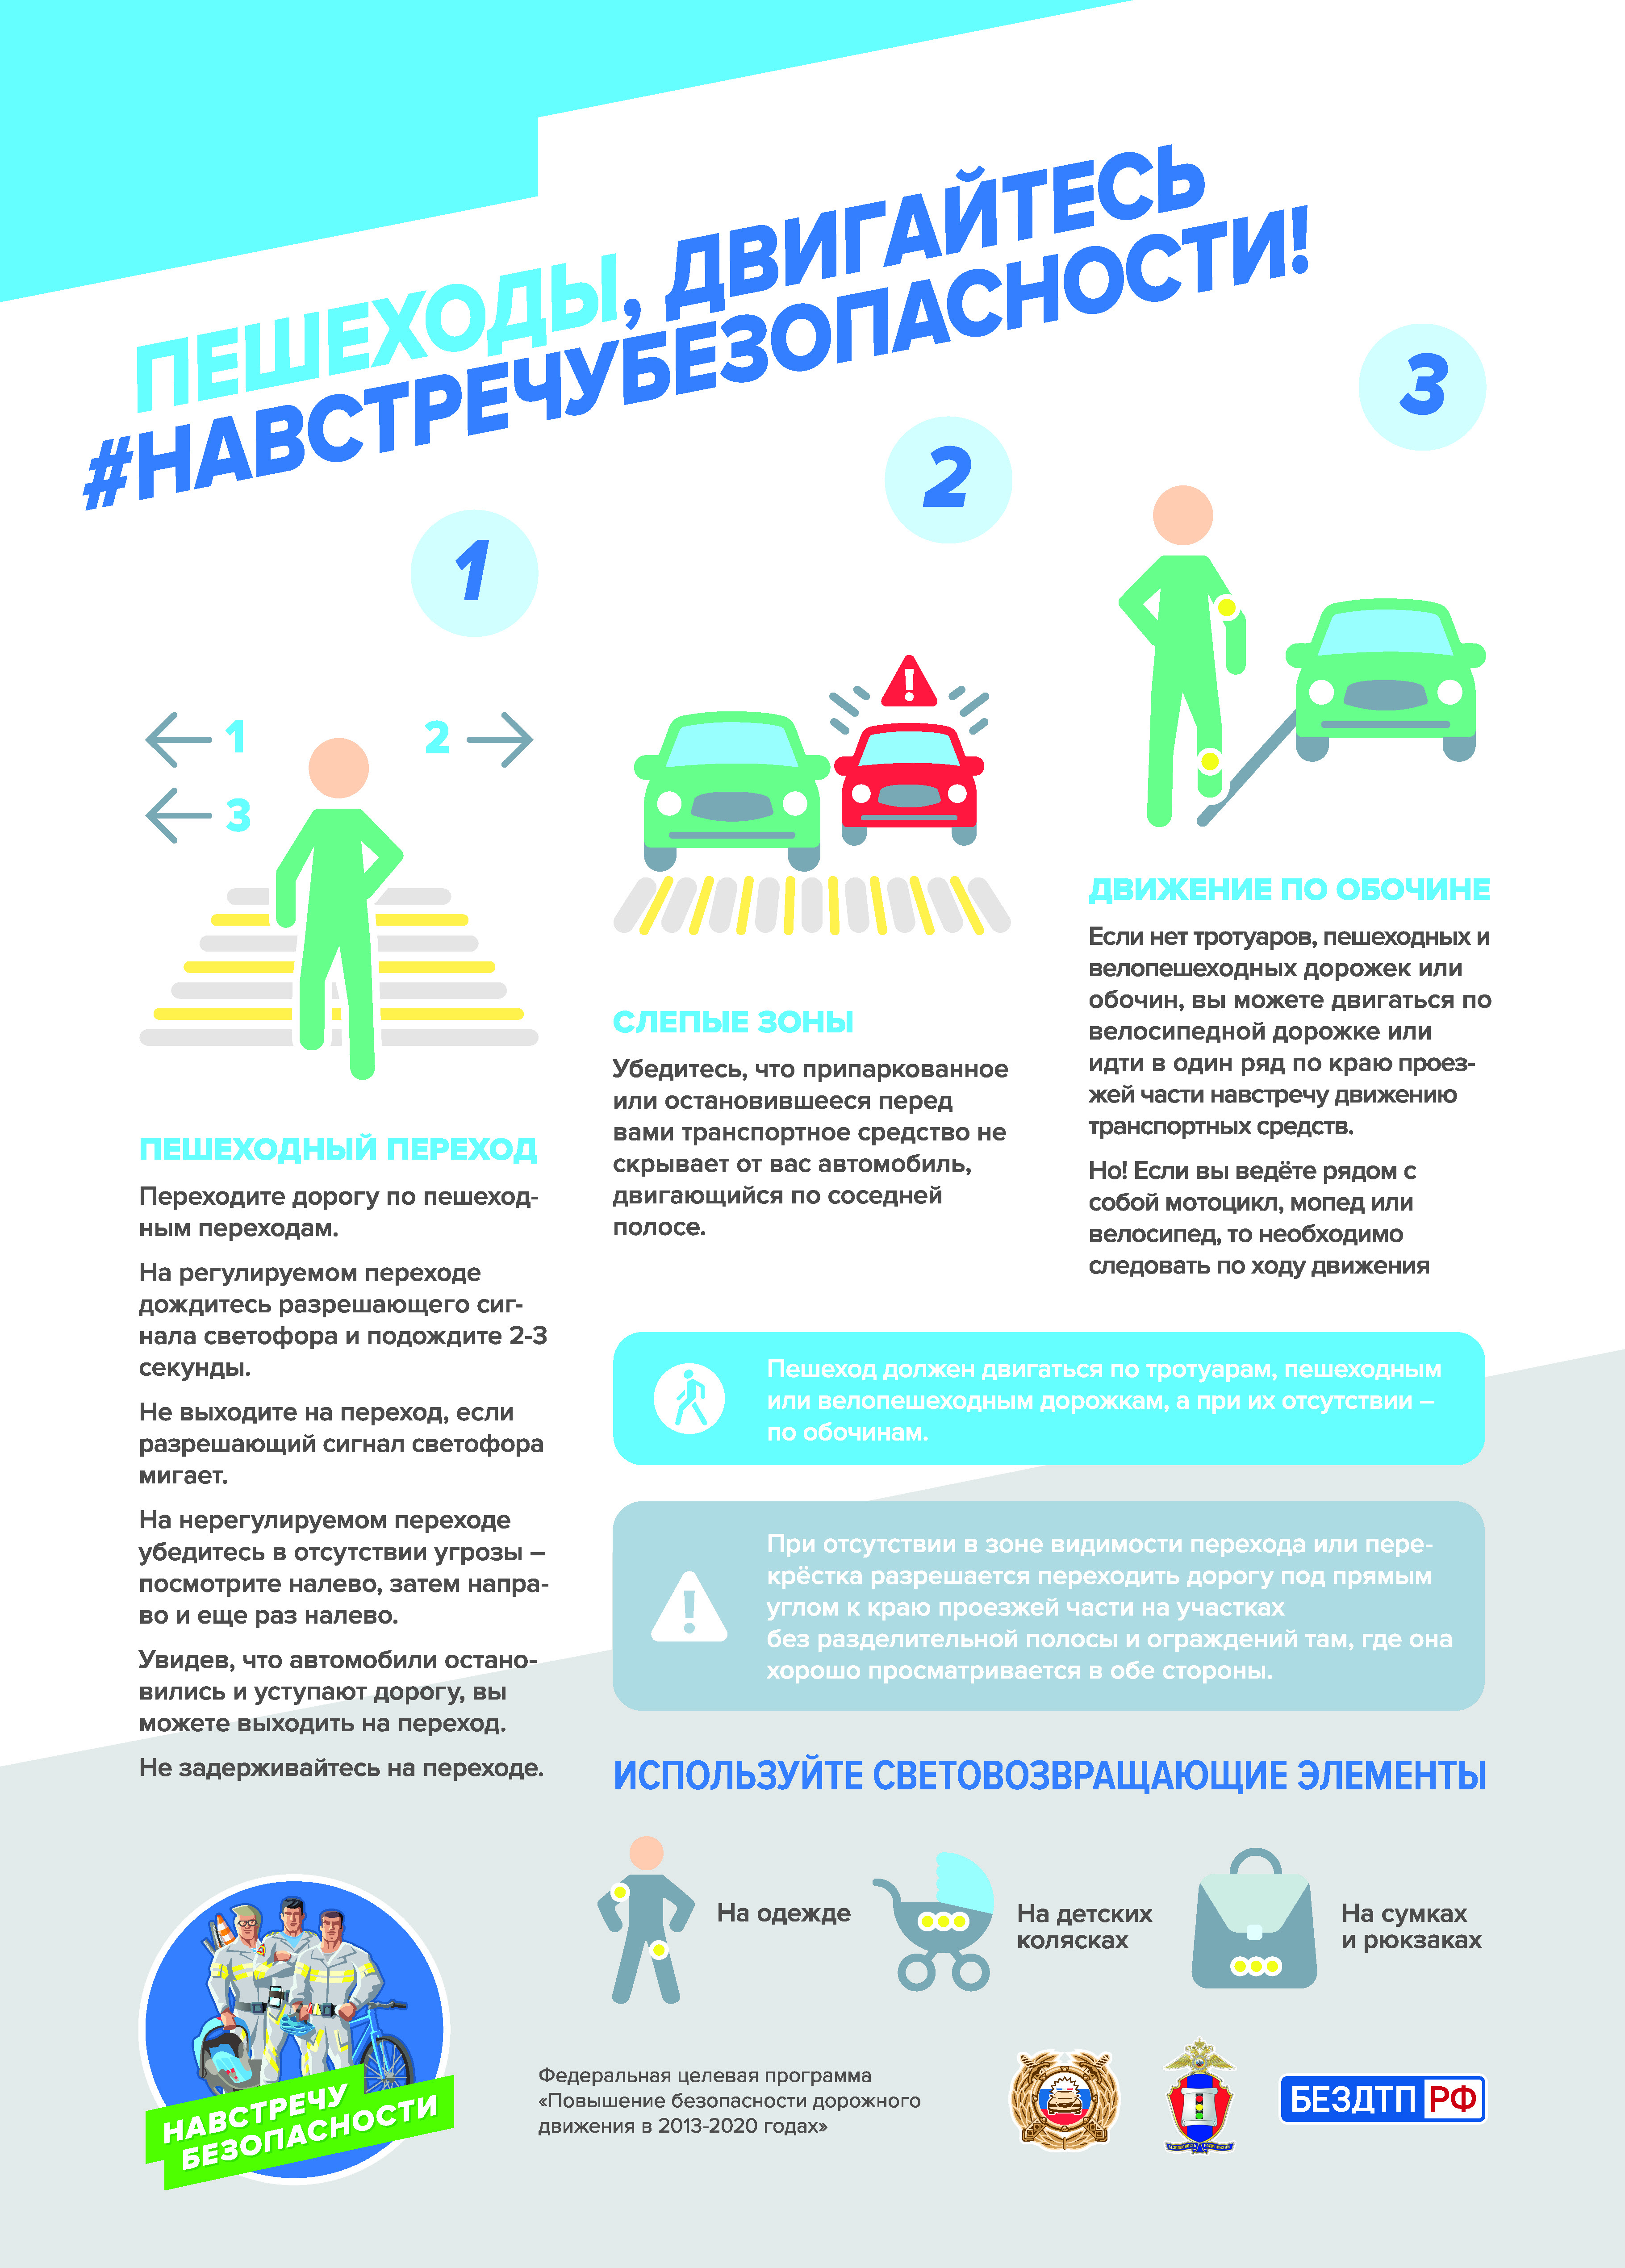 ПЕШЕХОДЫ, ДВИГАЙТЕСЬ
#НАВСТРЕЧУБЕЗОПАСНОСТИ!
1
1
2
3
ПЕШЕХОДНЫЙ ПЕРЕХОД
Переходите дорогу по пешеход-
ным переходам.
На регулируемом переходе
дождитесь разрешающего сиг-
нала светофора и подождите 2-3
секунды.
Не выходите на переход, если
разрешающий сигнал светофора
мигает.
На нерегулируемом переходе
убедитесь в отсутствии угрозы –
посмотрите налево, затем напра-
во и еще раз налево.
Увидев, что автомобили остано-
вились и уступают дорогу, вы
можете выходить на переход.
Не задерживайтесь на переходе.
2
!
СЛЕПЫЕ ЗОНЫ
Убедитесь, что припаркованное
или остановившееся перед
вами транспортное средство не
скрывает от вас автомобиль,
двигающийся по соседней
полосе.
3
ДВИЖЕНИЕ ПО ОБОЧИНЕ
Если нет тротуаров, пешеходных и
велопешеходных дорожек или
обочин, вы можете двигаться по
велосипедной дорожке или
идти в один ряд по краю проез-
жей части навстречу движению
транспортных средств.
Но! Если вы ведёте рядом с
собой мотоцикл, мопед или
велосипед, то необходимо
следовать по ходу движения
Пешеход должен двигаться по тротуарам, пешеходным
или велопешеходным дорожкам, а при их отсутствии –
по обочинам.
!
При отсутствии в зоне видимости перехода или пере-
крёстка разрешается переходить дорогу под прямым
углом к краю проезжей части на участках
без разделительной полосы и ограждений там, где она
хорошо просматривается в обе стороны.
ИСПОЛЬЗУЙТЕ СВЕТОВОЗВРАЩАЮЩИЕ ЭЛЕМЕНТЫ
На одежде
На детских
колясках
На сумках
и рюкзаках
НАВСТРЕЧУ
БЕЗОПАСНОСТИ
Федеральная целевая программа
«Повышение безопасности дорожного
движения в 2013-2020 годах»
БЕЗДТП РФ